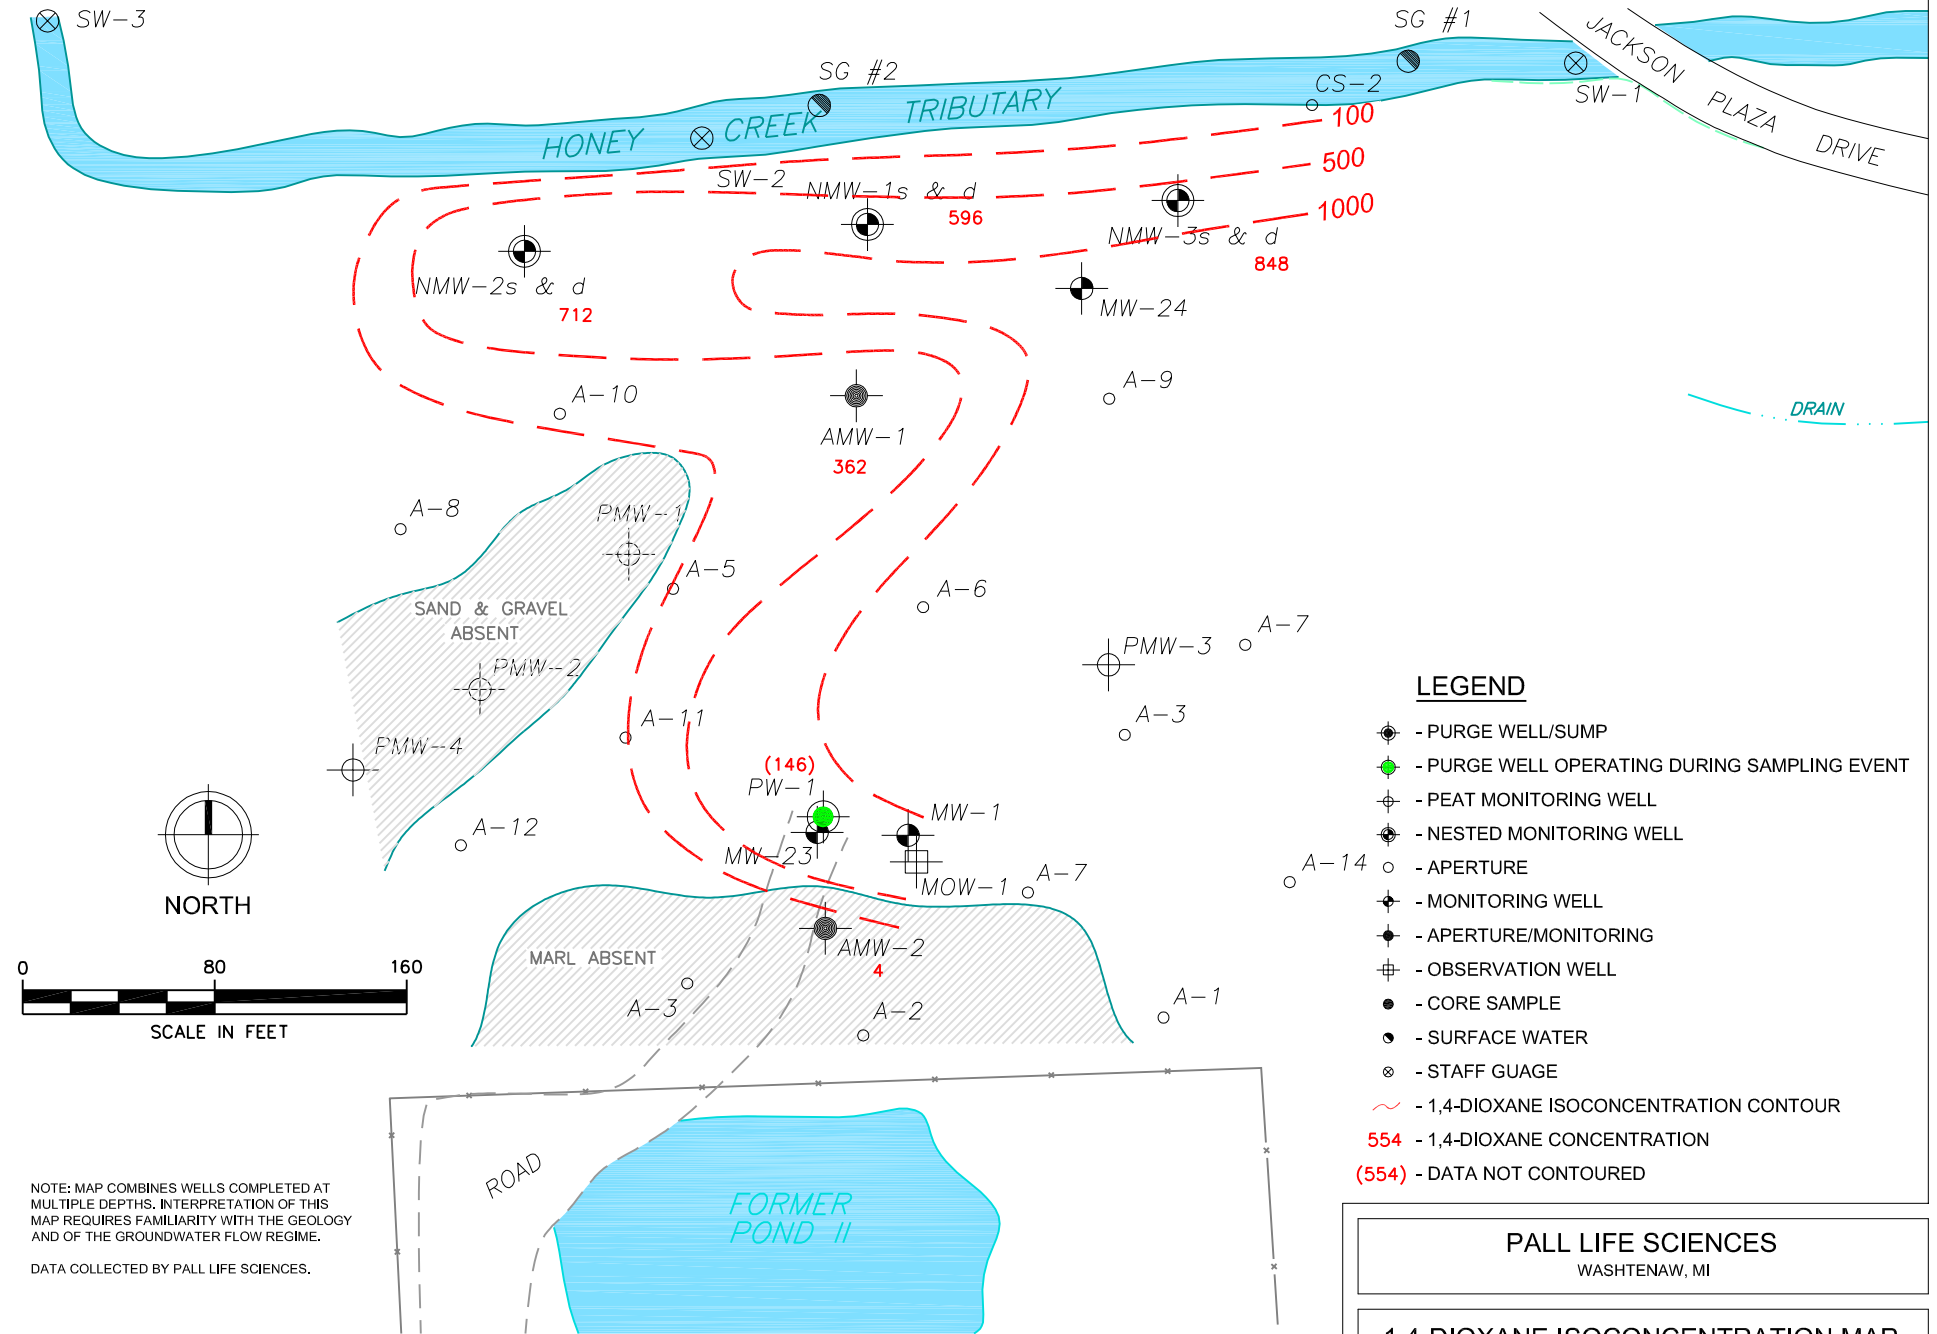 SW-3
SG #1
JACKSON PLAZA DRIVE
SG #2
CS-2
SW-1
HONEY CREEK TRIBUTARY
100
500
1000
SW-2
NMW-1s & d
596
NMW-3s & d
848
NMW-2s & d
712
MW-24
A-10
A-9
DRAIN
AMW-1
362
A-8
PMW-1
A-5
SAND & GRAVEL
ABSENT
A-6
PMW-2
PMW-3
A-7
A-11
A-3
PMW-4
(146)
PW-1
MW-1
A-12
MW-23
MOW-1
A-7
A-14
NORTH
AMW-2
4
MARL ABSENT
0 80 160
SCALE IN FEET
A-3
A-2
A-1
ROAD
FORMER
POND II
LEGEND
- PURGE WELL/SUMP
- PURGE WELL OPERATING DURING SAMPLING EVENT
- PEAT MONITORING WELL
- NESTED MONITORING WELL
- APERTURE
- MONITORING WELL
- APERTURE/MONITORING
- OBSERVATION WELL
- CORE SAMPLE
- SURFACE WATER
- STAFF GUAGE
- 1,4-DIOXANE ISOCONCENTRATION CONTOUR
554 - 1,4-DIOXANE CONCENTRATION
(554) - DATA NOT CONTOURED
NOTE: MAP COMBINES WELLS COMPLETED AT
MULTIPLE DEPTHS. INTERPRETATION OF THIS
MAP REQUIRES FAMILIARITY WITH THE GEOLOGY
AND OF THE GROUNDWATER FLOW REGIME.
DATA COLLECTED BY PALL LIFE SCIENCES.
PALL LIFE SCIENCES
WASHTENAW, MI
1,4-DIOXANE ISOCONCENTRATION MAP